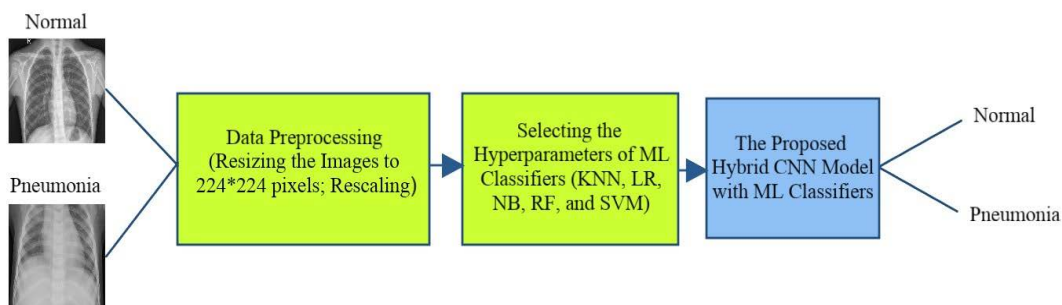 Normal
Pneumonia
Data Preprocessing
(Resizing the Images to
224*224 pixels; Rescaling)
Selecting the
Hyperparameters of ML
Classifiers (KNN, LR,
NB, RF, and SVM)
The Proposed
Hybrid CNN Model
with ML Classifiers
Normal
Pneumonia